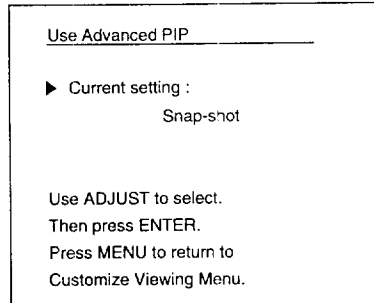 Use Advanced PIP
▶ Current setting :
Snap-shot
Use ADJUST to select.
Then press ENTER.
Press MENU to return to
Customize Viewing Menu.